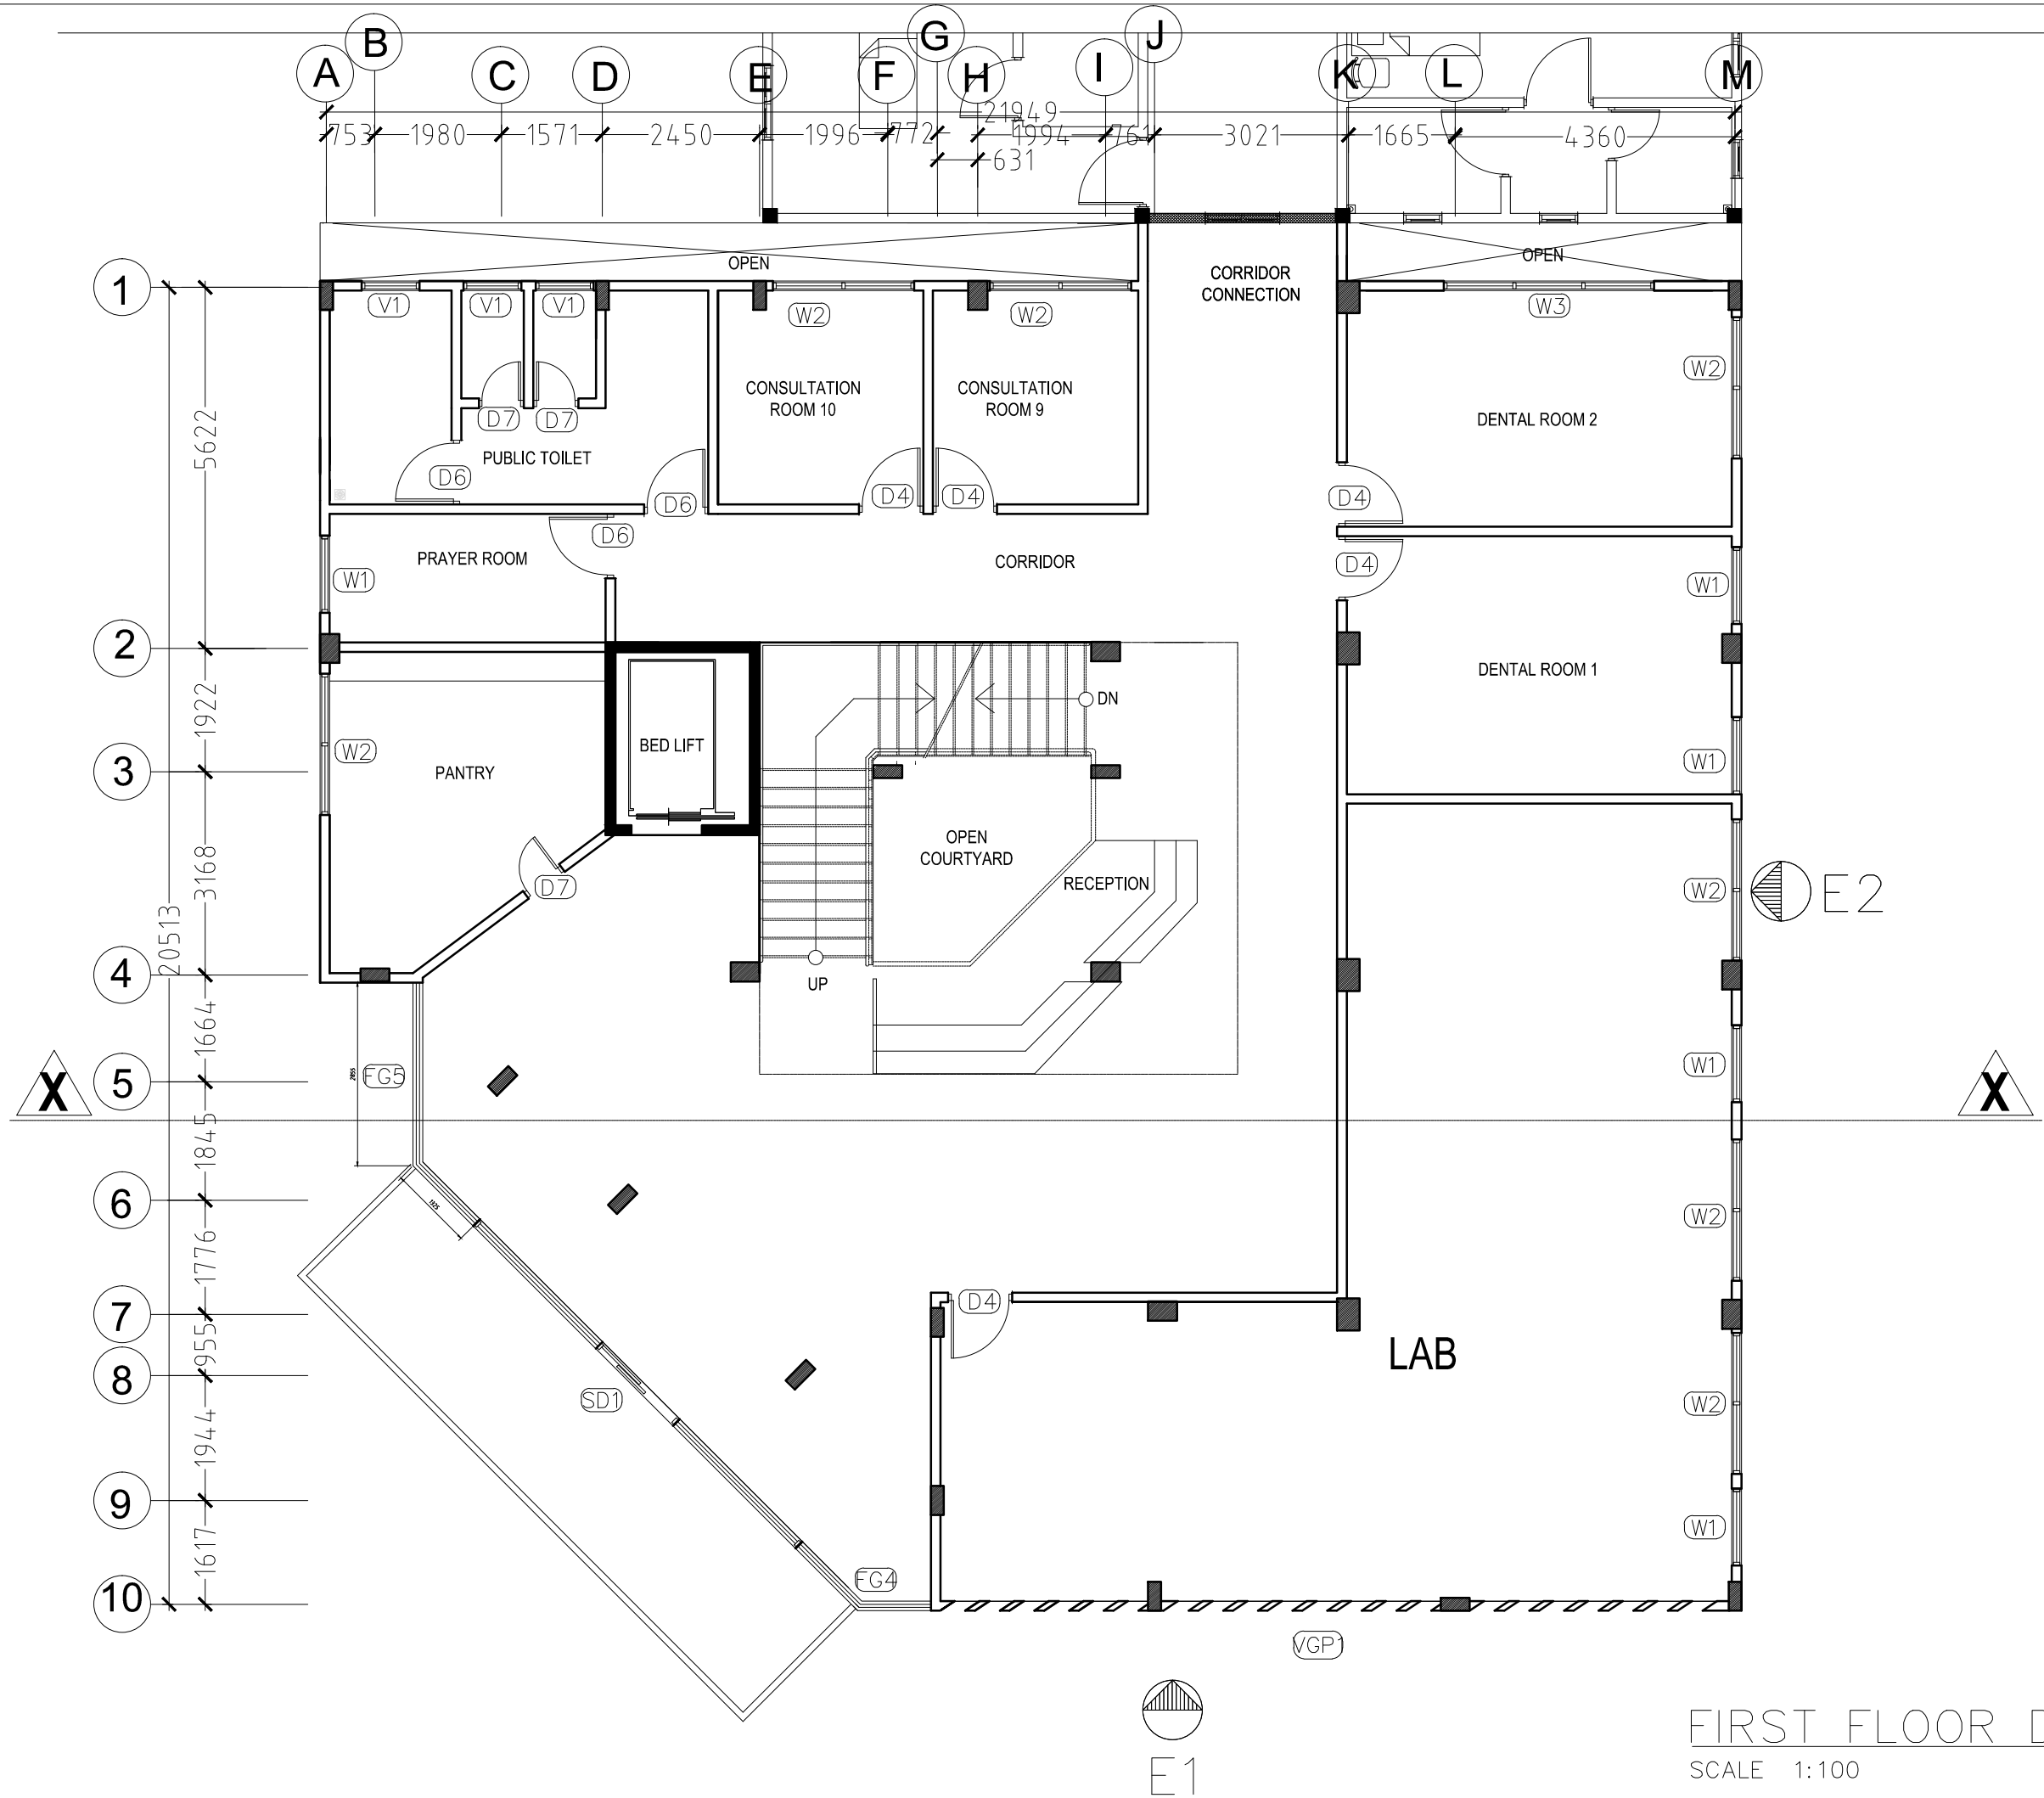 A B C D E F G H I J K L M
21949
753 1980 1571 2450 1996 772 1994 761 3021 1665 4360
631
OPEN
OPEN
1
CORRIDOR
CONNECTION
V1 V1 V1 W2 W2 W3
W2
CONSULTATION
ROOM 10
CONSULTATION
ROOM 9
D7 D7
DENTAL ROOM 2
5622
PUBLIC TOILET
D6 D4 D4 D4
D6
D6
PRAYER ROOM
CORRIDOR
D4
W1
W1
2
DENTAL ROOM 1
1922
DN
W2
BED LIFT
W1
3
PANTRY
OPEN
COURTYARD
3168
RECEPTION
D7
W2
E2
20513
4
UP
1664
FG5
2055
W1
X
5
X
1845
6
1325
W2
1776
7
D4
955
LAB
8
SD1
W2
1944
9
W1
1617
FG4
10
VGP1
E1
FIRST FLOOR
SCALE 1:100